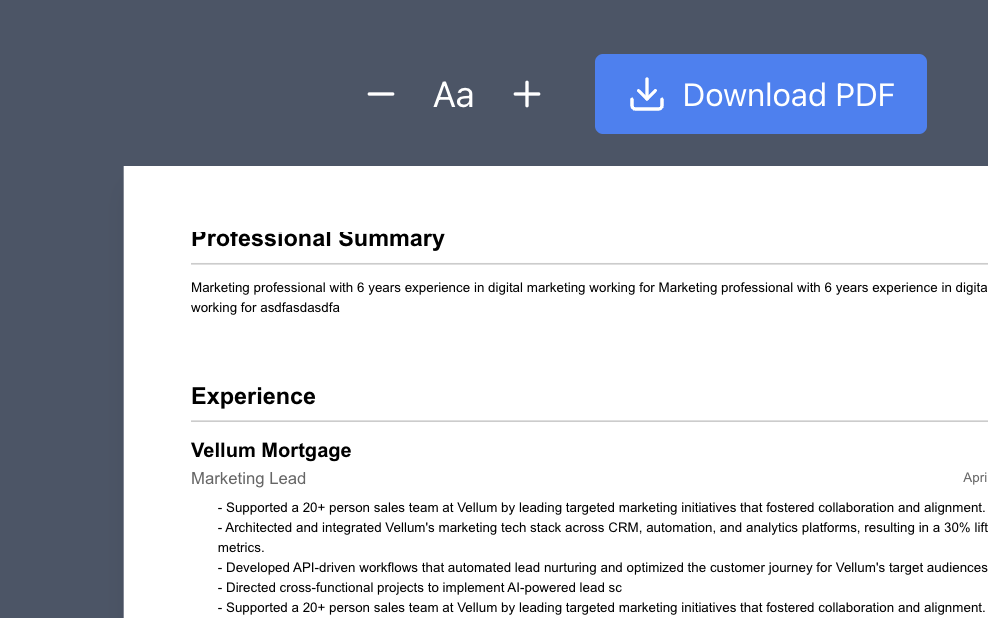 Aa
Download PDF
Professional Summary
Marketing professional with 6 years experience in digital marketing working for Marketing professional with 6 years experience in digita
working for asdfasdasdfa
Experience
Vellum Mortgage
Marketing Lead
Apri
- Supported a 20+ person sales team at Vellum by leading targeted marketing initiatives that fostered collaboration and alignment.
- Architected and integrated Vellum's marketing tech stack across CRM, automation, and analytics platforms, resulting in a 30% lift
metrics.
- Developed API-driven workflows that automated lead nurturing and optimized the customer journey for Vellum's target audiences
- Directed cross-functional projects to implement AI-powered lead sc
- Supported a 20+ person sales team at Vellum by leading targeted marketing initiatives that fostered collaboration and alignment.